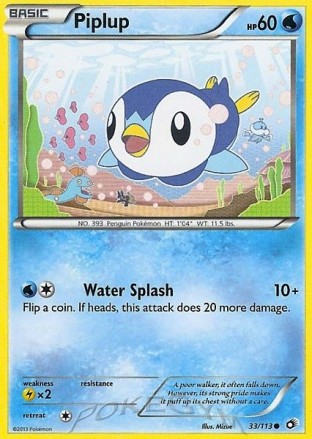 BASIC
Piplup
HP60
NO. 393 Penguin Pokémon HT: 1'04" WT: 11.5 lbs.
Water Splash 10+
Flip a coin. If heads, this attack does 20 more damage.
weakness resistance
×2
retreat
A poor walker, it often falls down.
However, its strong pride makes
it puff up its chest without a care.
©2013 Pokémon
Illus. Mizue 33/113